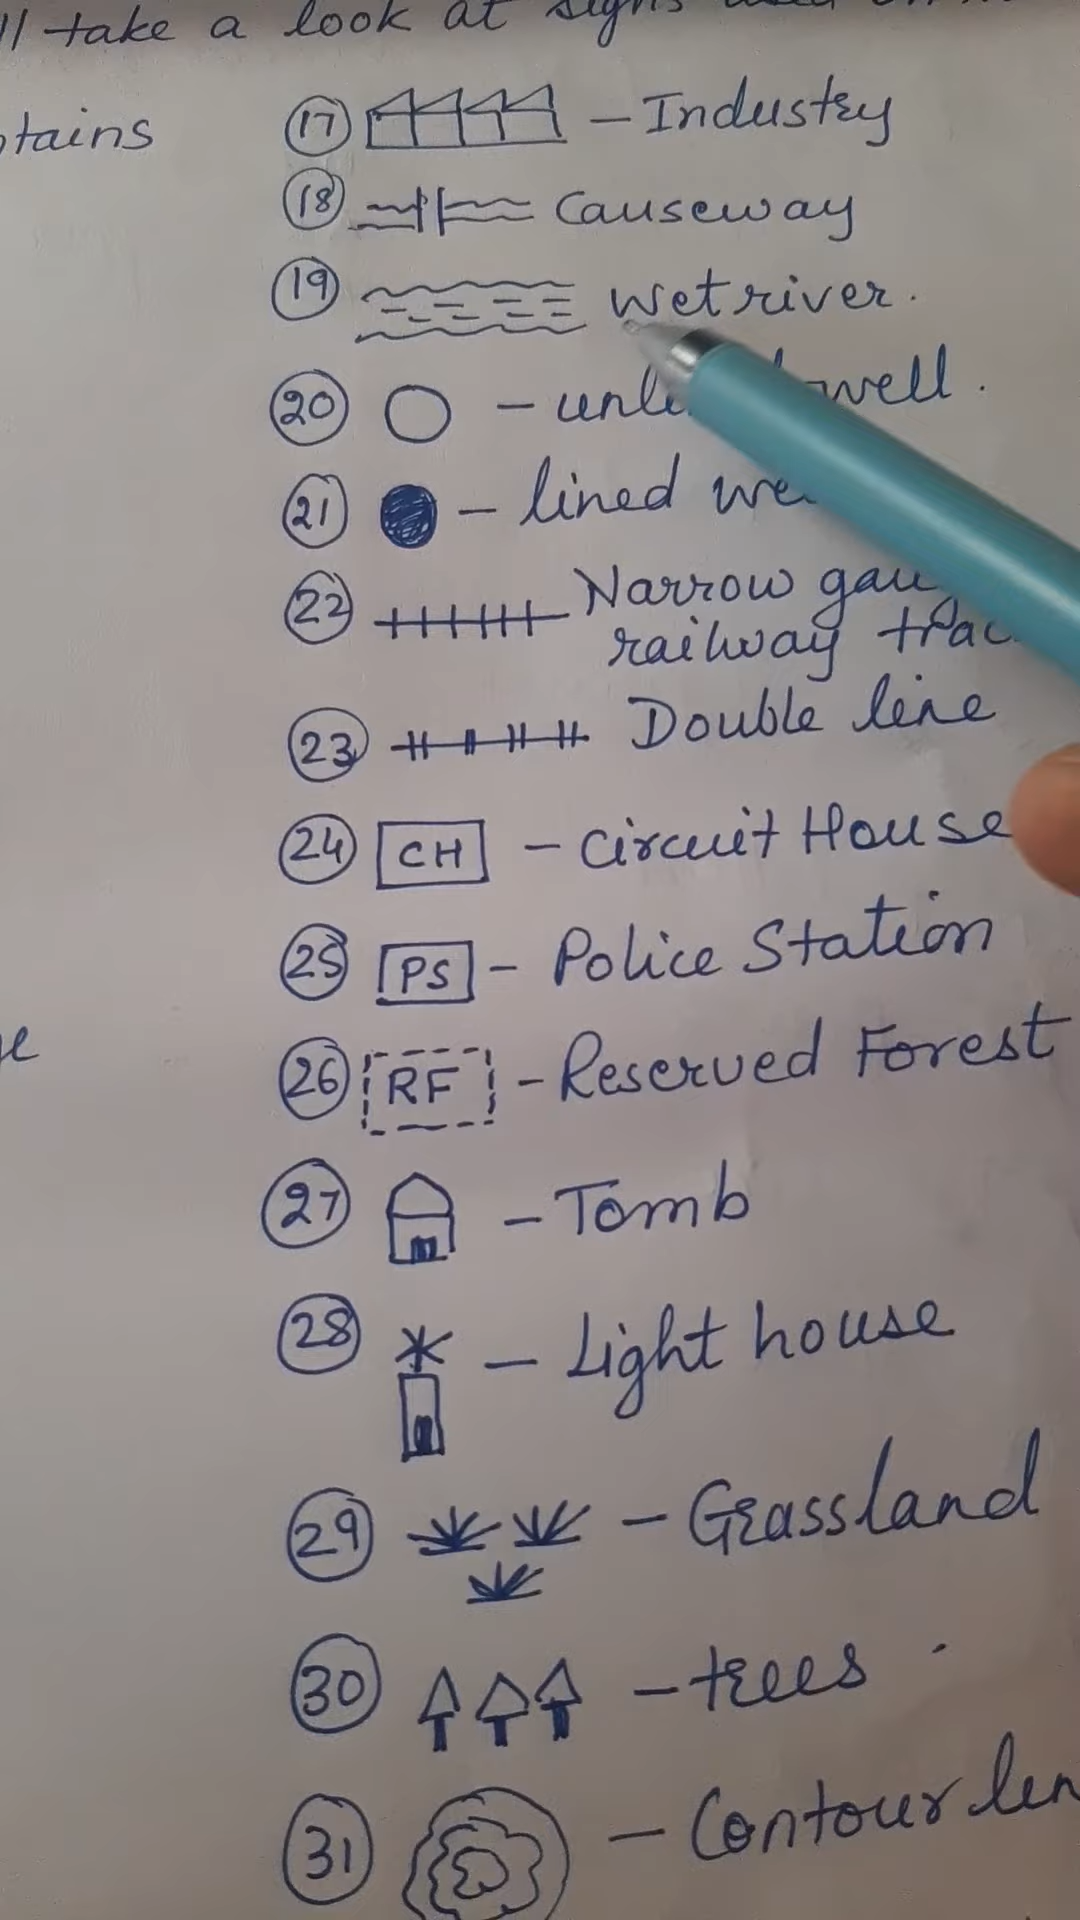 take a look at signs
17 — Industry
18 Causeway
19 wet river.
20 — well.
21 — lined
22 Narrow
railway
23 Double line
24 CH — Circuit House
25 PS — Police Station
26 RF — Reserved Forest
27 — Tomb
28 — Light house
29 — Grassland
30 — trees
31 — Contour